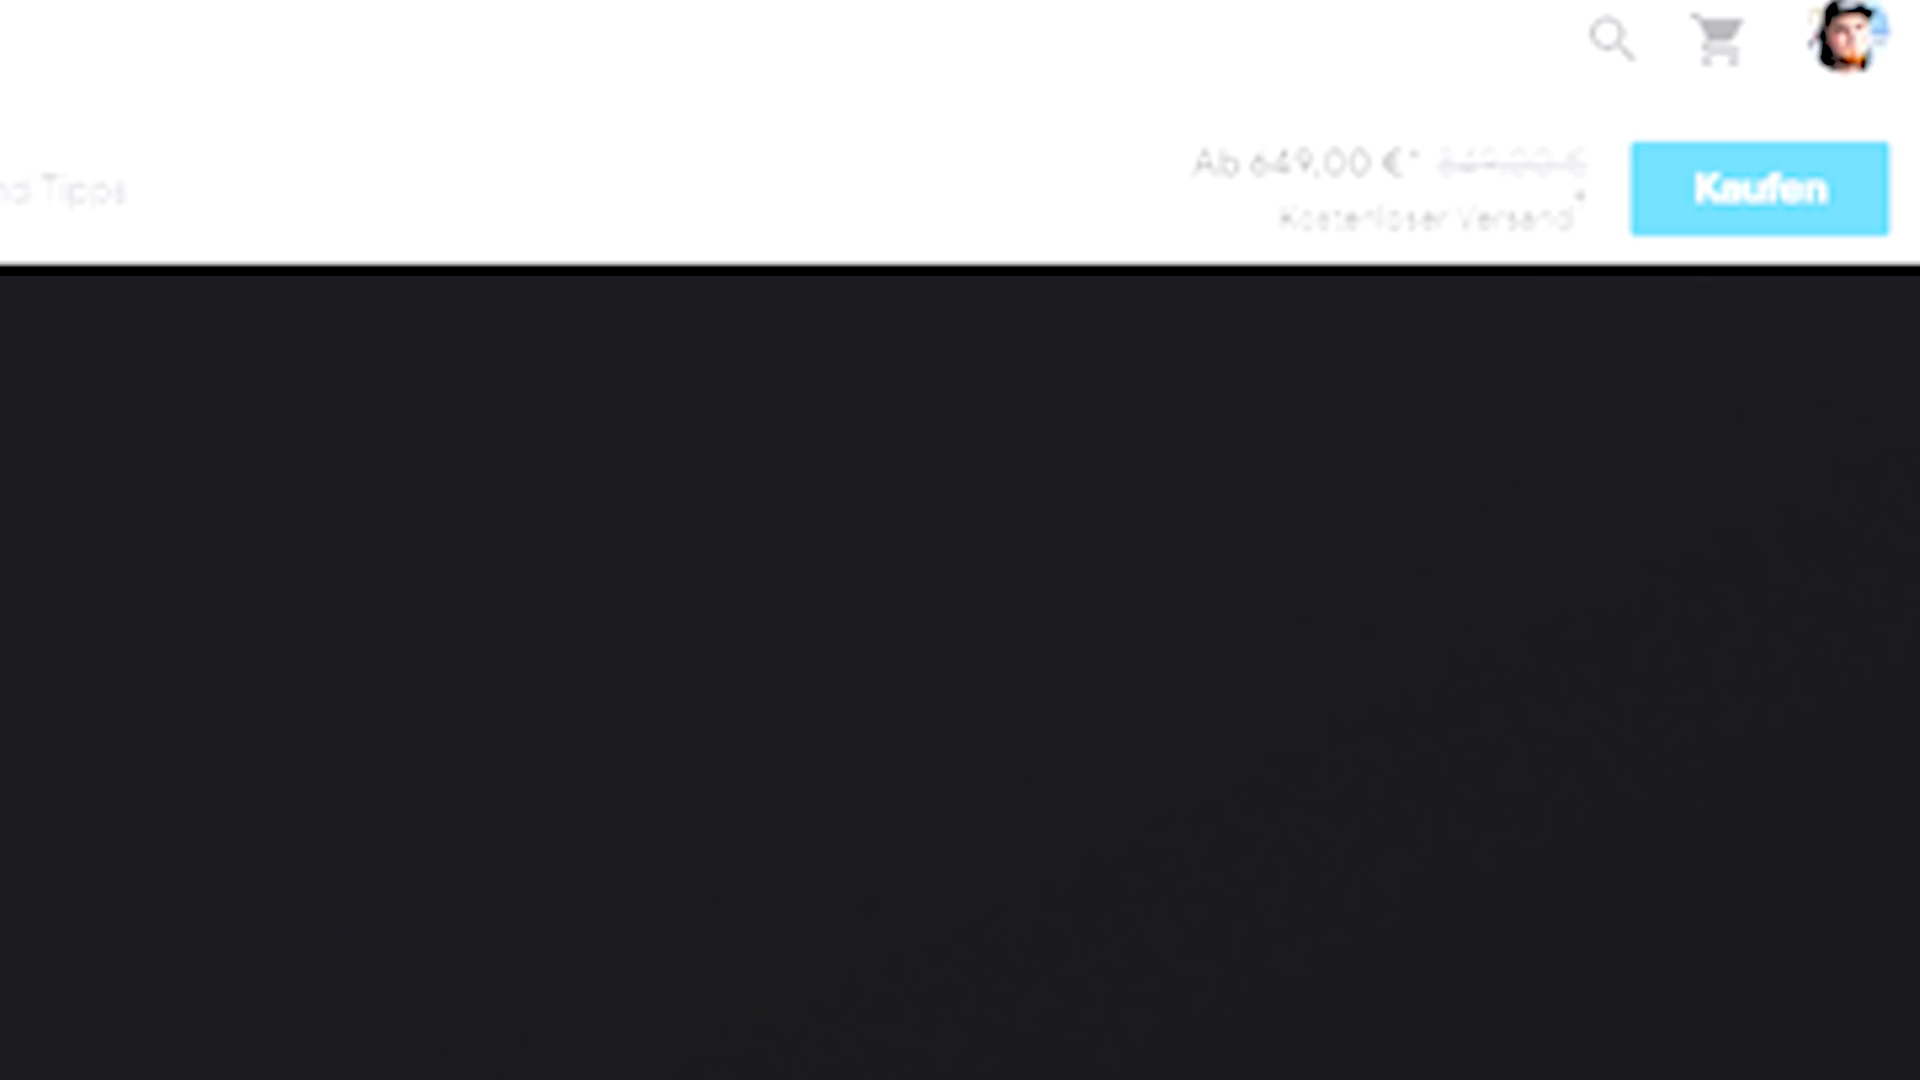 Ab 649,00 €*
nd Tipps
Kostenloser Versand*
Kaufen